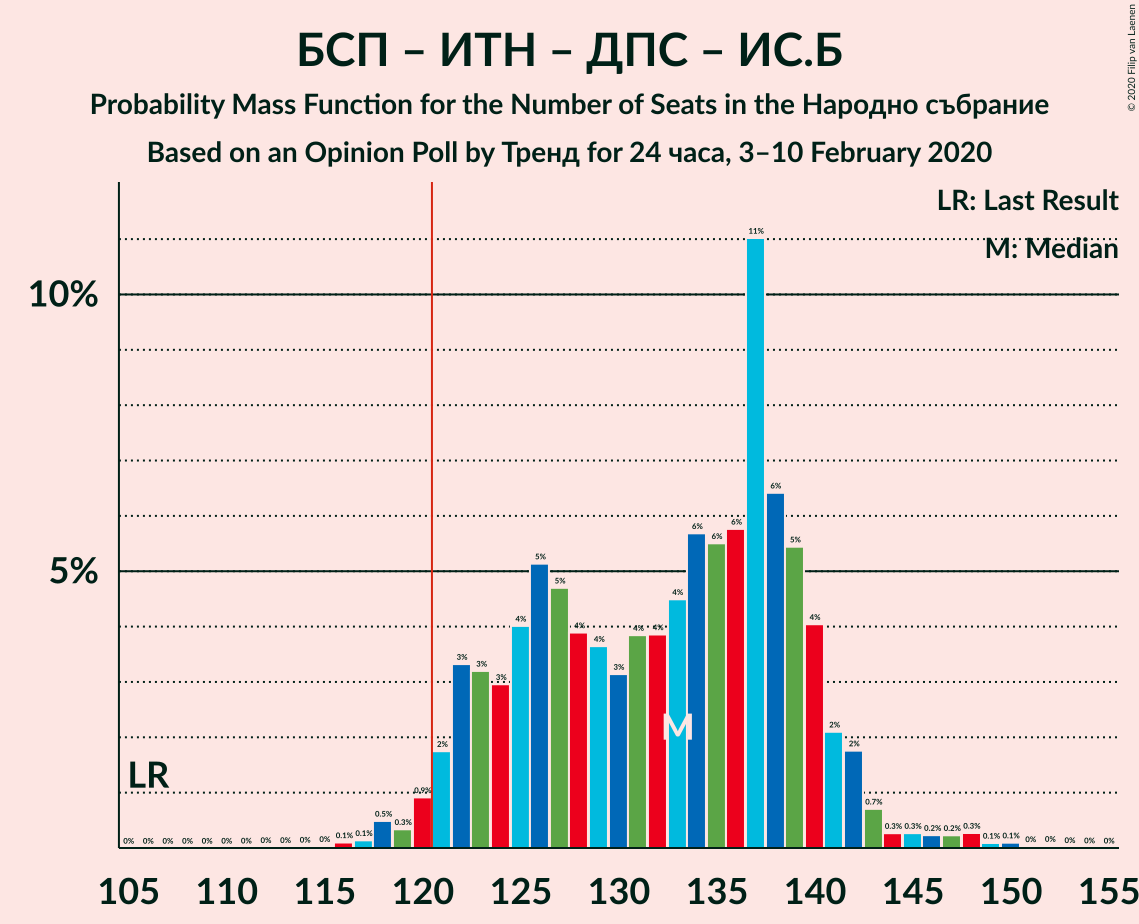 БСП – ИТН – ДПС – ИС.Б
Probability Mass Function for the Number of Seats in the Народно събрание
Based on an Opinion Poll by Тренд for 24 часа, 3–10 February 2020
© 2020 Filip van Laenen
LR: Last Result
M: Median
10%
5%
LR
M
0% 0% 0% 0% 0% 0% 0% 0% 0% 0% 0% 0.1% 0.1% 0.5% 0.3% 0.9% 2% 3% 3% 3% 4% 5% 5% 4% 4% 3% 4% 4% 4% 6% 6% 6% 11% 6% 5% 4% 2% 2% 0.7% 0.3% 0.3% 0.2% 0.2% 0.3% 0.1% 0.1% 0% 0% 0% 0% 0%
105 110 115 120 125 130 135 140 145 150 155